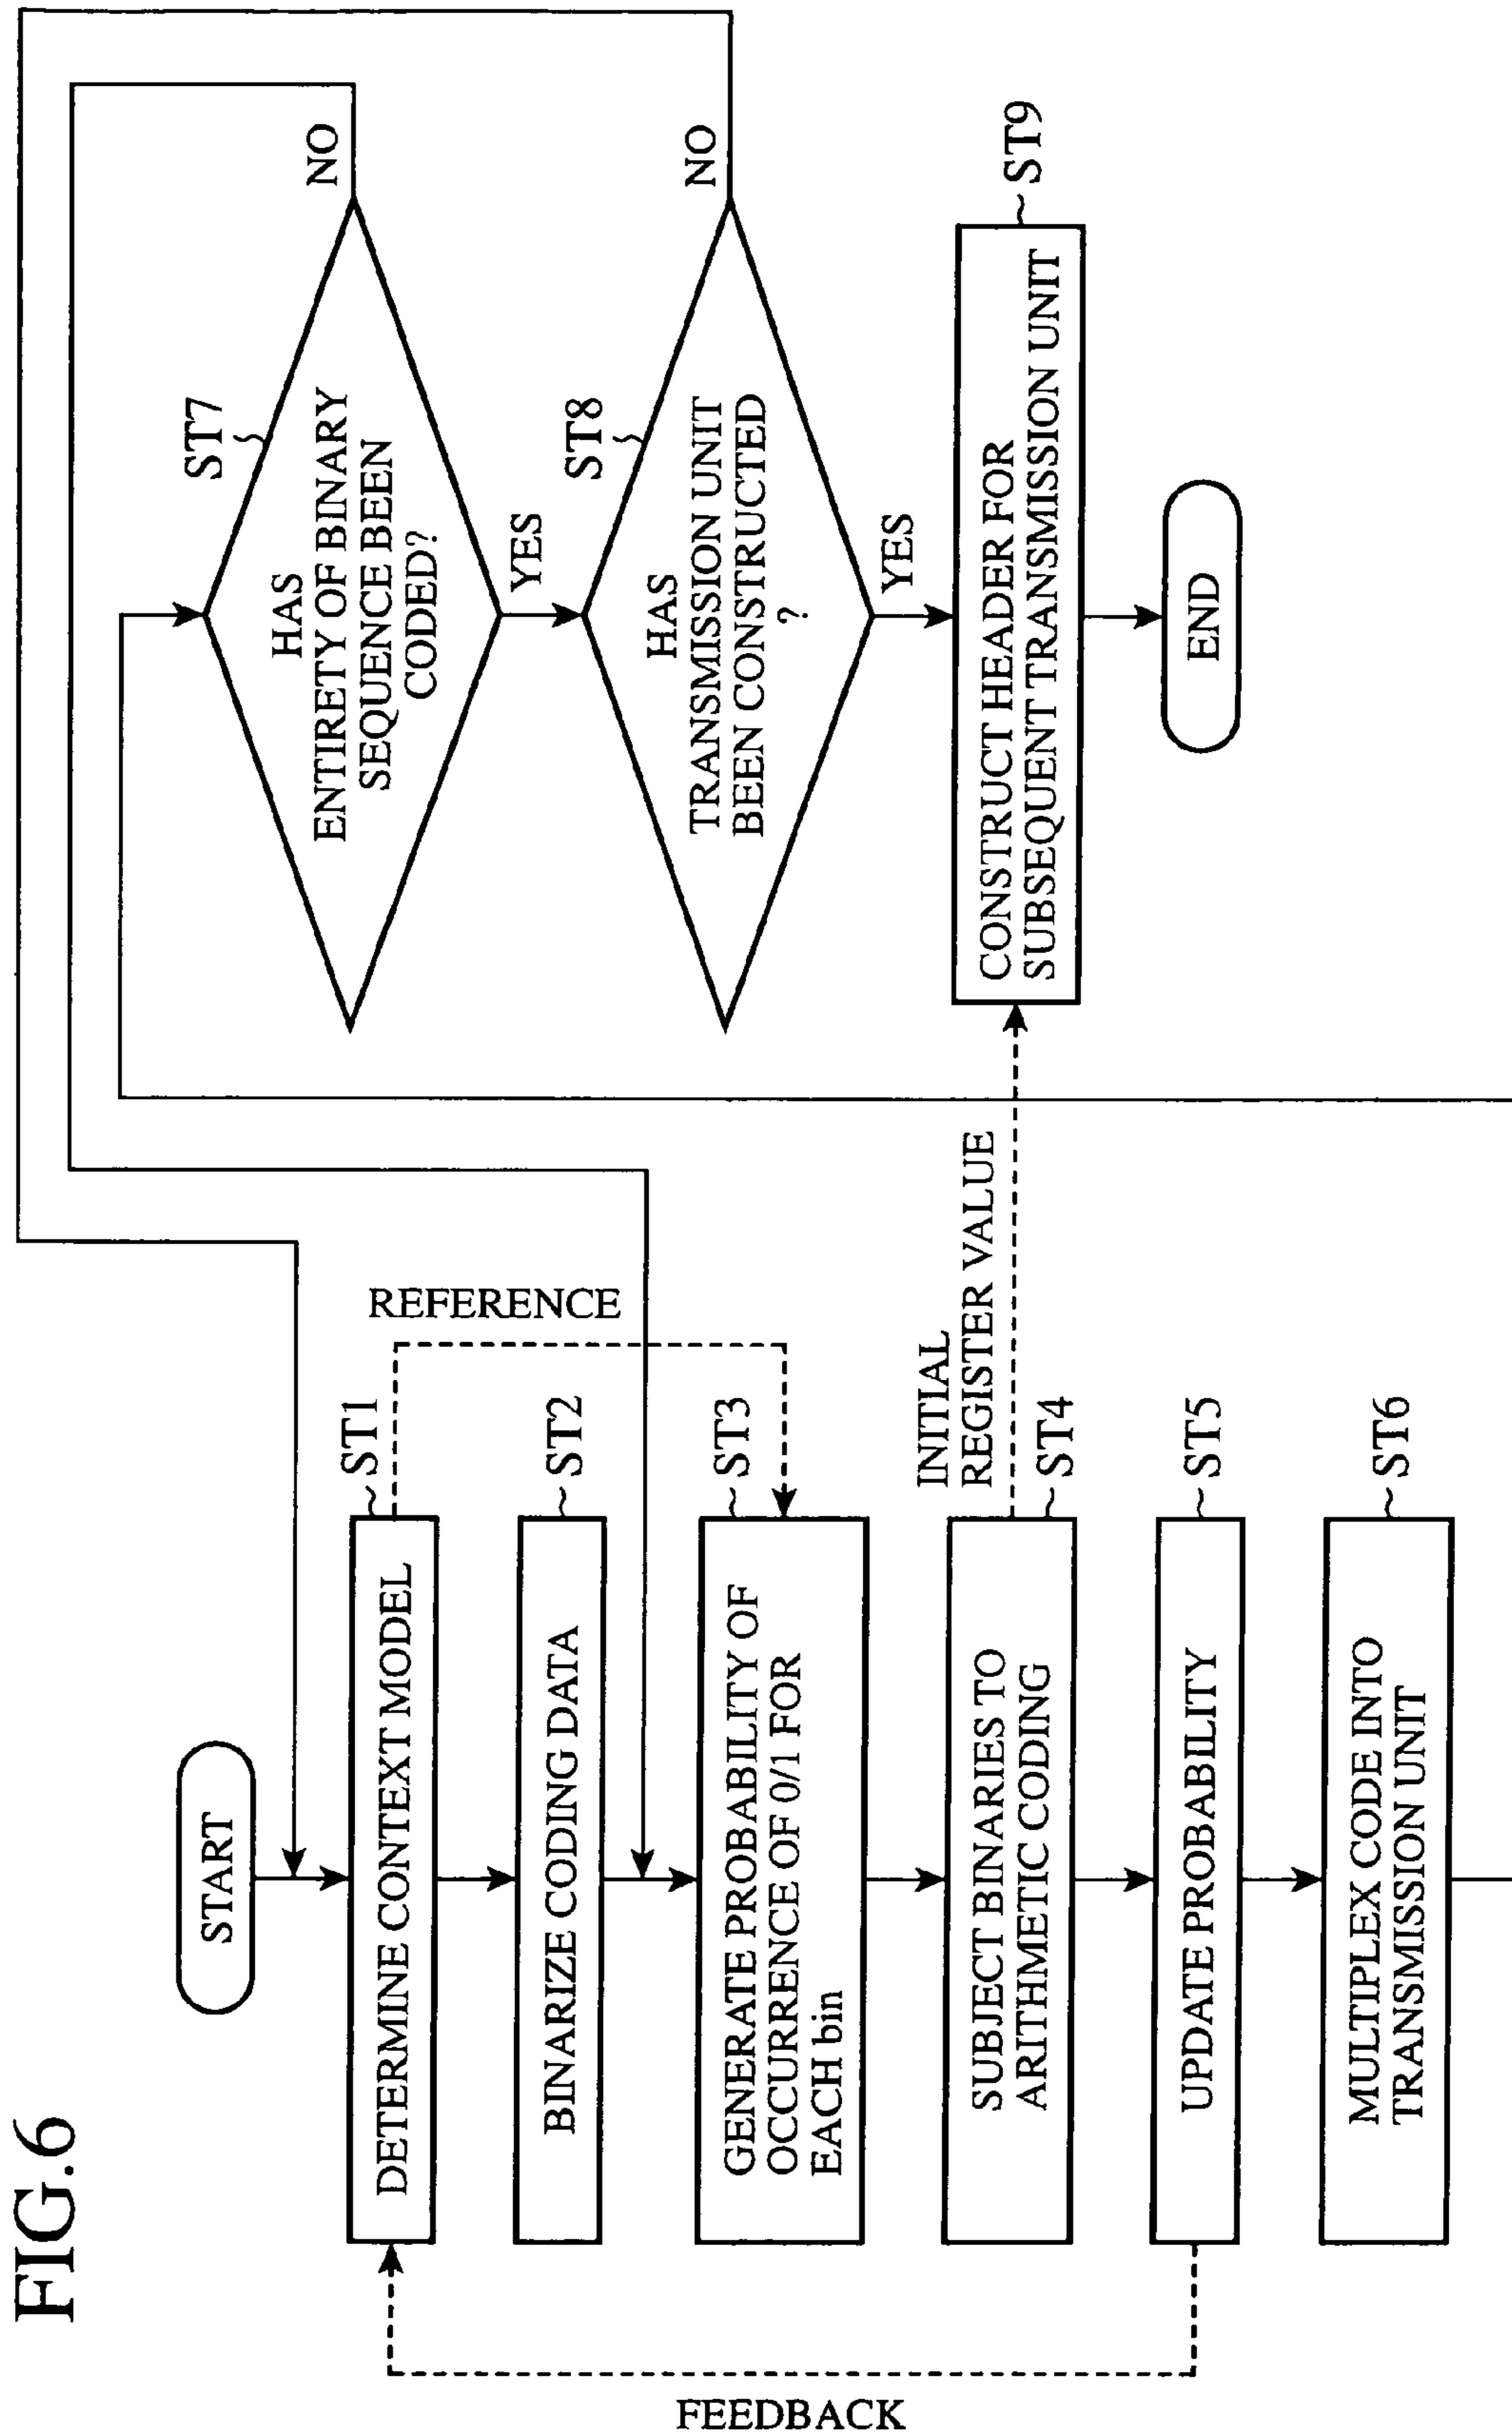 FIG.6
START
DETERMINE CONTEXT MODEL
ST1
BINARIZE CODING DATA
ST2
REFERENCE
GENERATE PROBABILITY OF
OCCURRENCE OF 0/1 FOR
EACH bin
ST3
SUBJECT BINARIES TO
ARITHMETIC CODING
ST4
INITIAL
REGISTER VALUE
UPDATE PROBABILITY
ST5
FEEDBACK
MULTIPLEX CODE INTO
TRANSMISSION UNIT
ST6
ST7
HAS
ENTIRETY OF BINARY
SEQUENCE BEEN
CODED?
NO
YES
ST8
HAS
TRANSMISSION UNIT
BEEN CONSTRUCTED
?
NO
YES
CONSTRUCT HEADER FOR
SUBSEQUENT TRANSMISSION UNIT
ST9
END